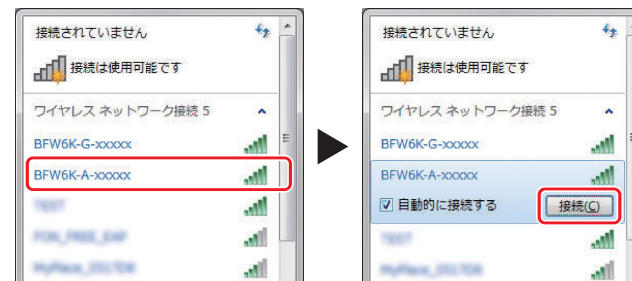 接続されていません
接続は使用可能です
ワイヤレス ネットワーク接続 5
BFW6K-G-xxxxx
BFW6K-A-xxxxx
接続されていません
接続は使用可能です
ワイヤレス ネットワーク接続 5
BFW6K-G-xxxxx
BFW6K-A-xxxxx
自動的に接続する
接続(C)